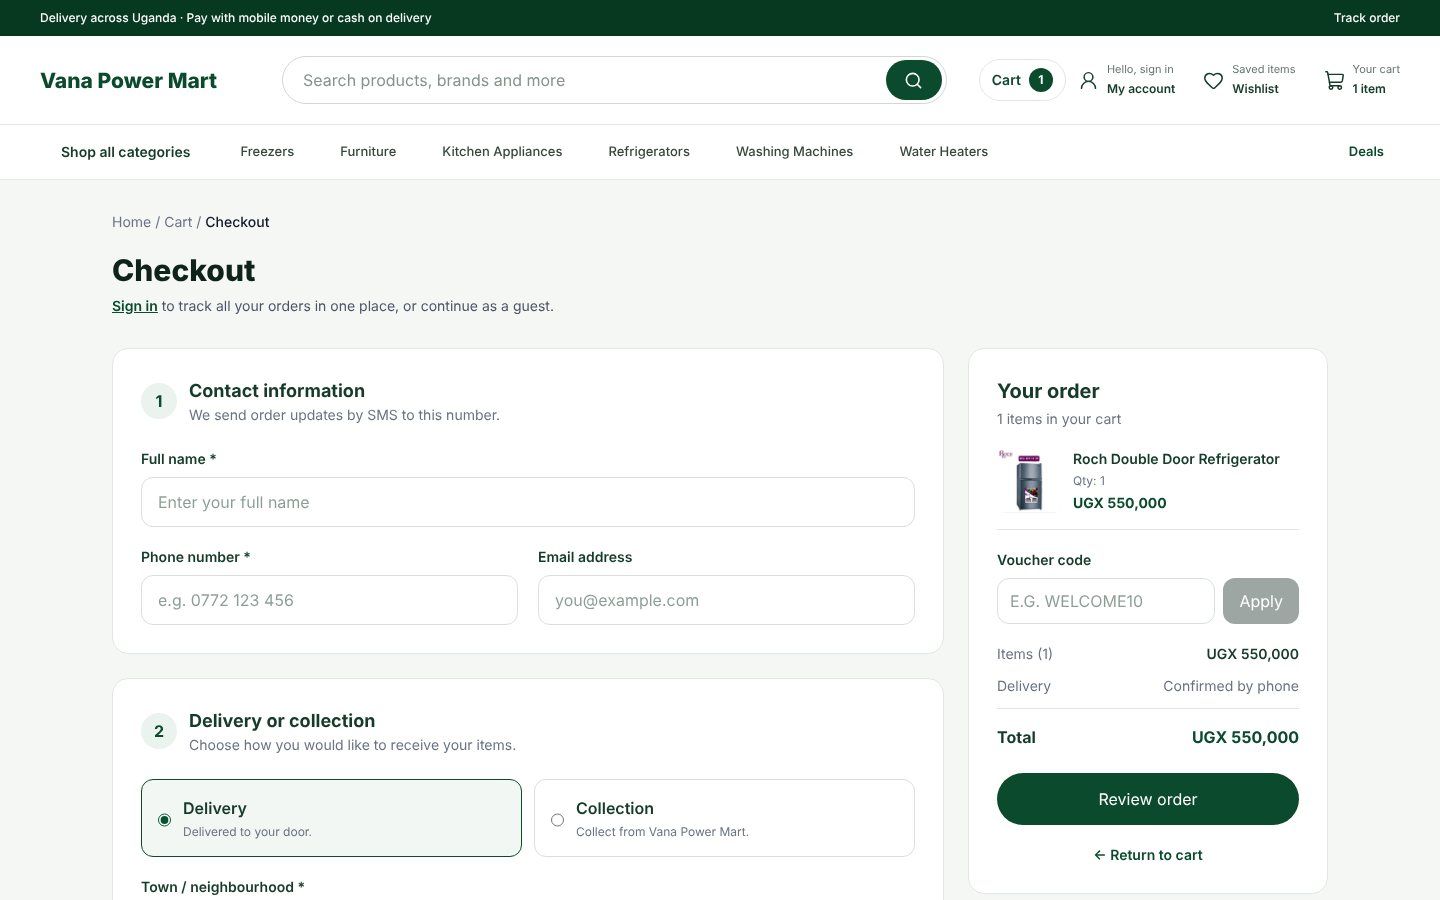 Delivery across Uganda · Pay with mobile money or cash on delivery
Track order
Vana Power Mart
Search products, brands and more
Cart 1
Hello, sign in
My account
Saved items
Wishlist
Your cart
1 item
Shop all categories
Freezers
Furniture
Kitchen Appliances
Refrigerators
Washing Machines
Water Heaters
Deals
Home / Cart / Checkout
Checkout
Sign in to track all your orders in one place, or continue as a guest.
1
Contact information
We send order updates by SMS to this number.
Full name *
Enter your full name
Phone number *
Email address
e.g. 0772 123 456
you@example.com
2
Delivery or collection
Choose how you would like to receive your items.
Delivery
Delivered to your door.
Collection
Collect from Vana Power Mart.
Town / neighbourhood *
Your order
1 items in your cart
Roch Double Door Refrigerator
Qty: 1
UGX 550,000
Voucher code
E.G. WELCOME10
Apply
Items (1)
UGX 550,000
Delivery
Confirmed by phone
Total
UGX 550,000
Review order
← Return to cart